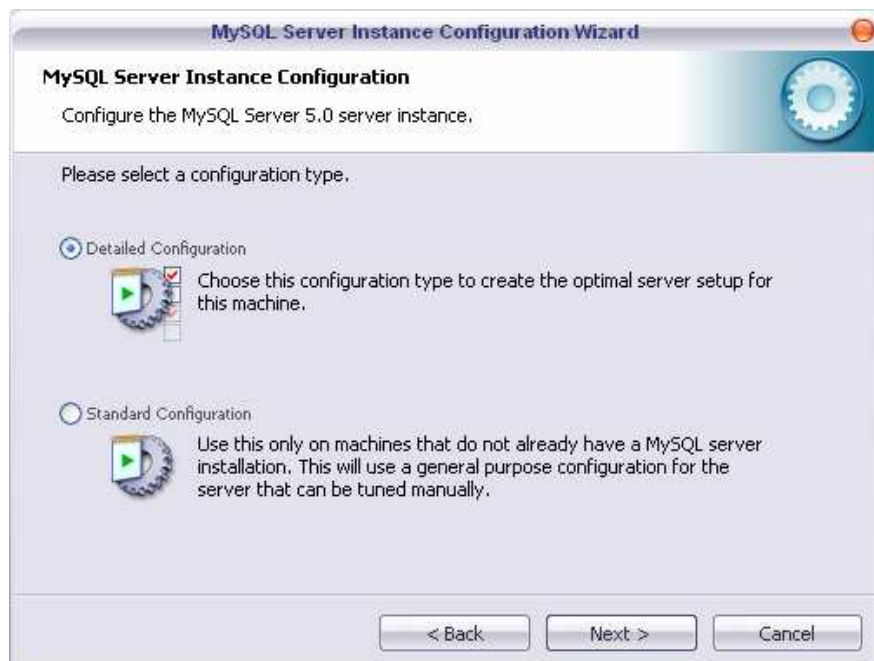 MySQL Server Instance Configuration Wizard
MySQL Server Instance Configuration
Configure the MySQL Server 5.0 server instance.
Please select a configuration type.
Detailed Configuration
Choose this configuration type to create the optimal server setup for
this machine.
Standard Configuration
Use this only on machines that do not already have a MySQL server
installation. This will use a general purpose configuration for the
server that can be tuned manually.
< Back
Next >
Cancel